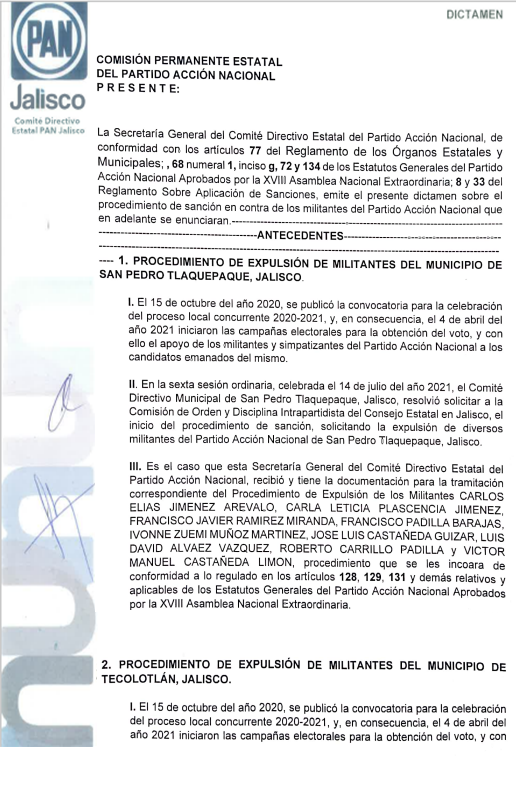 DICTAMEN
PAN
Jalisco
Comité Directivo
Estatal PAN Jalisco
COMISIÓN PERMANENTE ESTATAL
DEL PARTIDO ACCIÓN NACIONAL
P R E S E N T E:
La Secretaría General del Comité Directivo Estatal del Partido Acción Nacional, de
conformidad con los artículos 77 del Reglamento de los Órganos Estatales y
Municipales; , 68 numeral 1, inciso g, 72 y 134 de los Estatutos Generales del Partido
Acción Nacional Aprobados por la XVIII Asamblea Nacional Extraordinaria; 8 y 33 del
Reglamento Sobre Aplicación de Sanciones, emite el presente dictamen sobre el
procedimiento de sanción en contra de los militantes del Partido Acción Nacional que
en adelante se enunciaran.------------------------------------------------------------
-----------------------------------ANTECEDENTES-----------------------------------
------------------------------------------------------------------------------------------
---- 1. PROCEDIMIENTO DE EXPULSIÓN DE MILITANTES DEL MUNICIPIO DE
SAN PEDRO TLAQUEPAQUE, JALISCO.
I. El 15 de octubre del año 2020, se publicó la convocatoria para la celebración
del proceso local concurrente 2020-2021, y, en consecuencia, el 4 de abril del
año 2021 iniciaron las campañas electorales para la obtención del voto, y con
ello el apoyo de los militantes y simpatizantes del Partido Acción Nacional a los
candidatos emanados del mismo.
II. En la sexta sesión ordinaria, celebrada el 14 de julio del año 2021, el Comité
Directivo Municipal de San Pedro Tlaquepaque, Jalisco, resolvió solicitar a la
Comisión de Orden y Disciplina Intrapartidista del Consejo Estatal en Jalisco, el
inicio del procedimiento de sanción, solicitando la expulsión de diversos
militantes del Partido Acción Nacional de San Pedro Tlaquepaque, Jalisco.
III. Es el caso que esta Secretaría General del Comité Directivo Estatal del
Partido Acción Nacional, recibió y tiene la documentación para la tramitación
correspondiente del Procedimiento de Expulsión de los Militantes CARLOS
ELIAS JIMENEZ AREVALO, CARLA LETICIA PLASCENCIA JIMENEZ,
FRANCISCO JAVIER RAMIREZ MIRANDA, FRANCISCO PADILLA BARAJAS,
IVONNE ZUEMI MUÑOZ MARTINEZ, JOSE LUIS CASTAÑEDA GUIZAR, LUIS
DAVID ALVAEZ VAZQUEZ, ROBERTO CARRILLO PADILLA y VICTOR
MANUEL CASTAÑEDA LIMON, procedimiento que se les incoara de
conformidad a lo regulado en los artículos 128, 129, 131 y demás relativos y
aplicables de los Estatutos Generales del Partido Acción Nacional Aprobados
por la XVIII Asamblea Nacional Extraordinaria.
2. PROCEDIMIENTO DE EXPULSIÓN DE MILITANTES DEL MUNICIPIO DE
TECOLOTLÁN, JALISCO.
I. El 15 de octubre del año 2020, se publicó la convocatoria para la celebración
del proceso local concurrente 2020-2021, y, en consecuencia, el 4 de abril del
año 2021 iniciaron las campañas electorales para la obtención del voto, y con